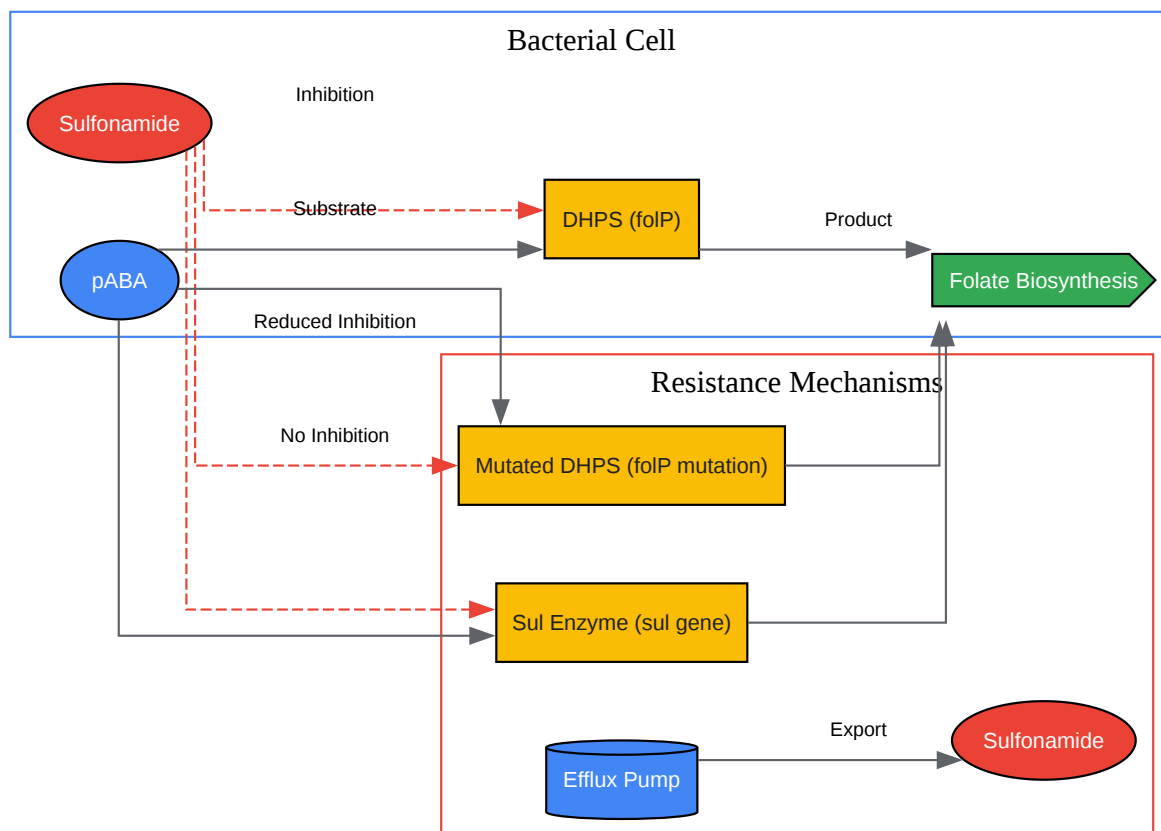 Bacterial Cell
Inhibition
Sulfonamide
Substrate
DHPS (folP)
Product
pABA
Folate Biosynthesis
Reduced Inhibition
Resistance Mechanisms
No Inhibition
Mutated DHPS (folP mutation)
Sul Enzyme (sul gene)
Export
Sulfonamide
Efflux Pump